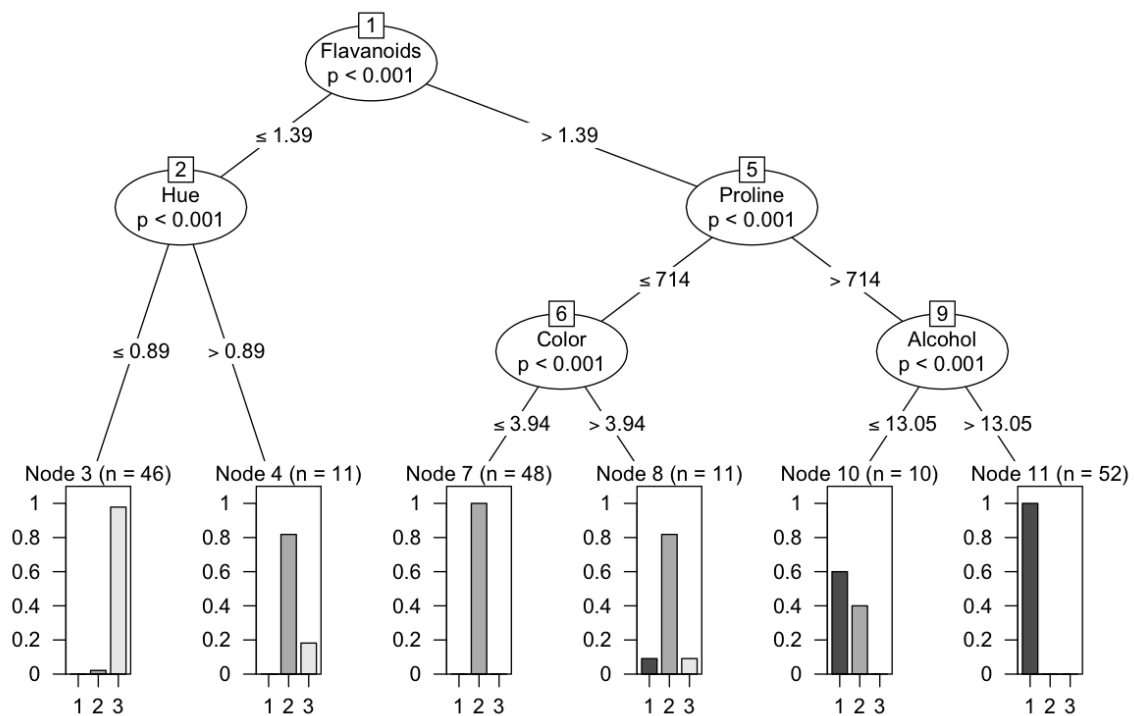 1
Flavanoids
p < 0.001
≤ 1.39
> 1.39
2
Hue
p < 0.001
5
Proline
p < 0.001
≤ 714
> 714
6
Color
p < 0.001
9
Alcohol
p < 0.001
≤ 0.89
> 0.89
≤ 3.94
> 3.94
≤ 13.05
> 13.05
Node 3 (n = 46)
1
0.8
0.6
0.4
0.2
0
1 2 3
Node 4 (n = 11)
1
0.8
0.6
0.4
0.2
0
1 2 3
Node 7 (n = 48)
1
0.8
0.6
0.4
0.2
0
1 2 3
Node 8 (n = 11)
1
0.8
0.6
0.4
0.2
0
1 2 3
Node 10 (n = 10)
1
0.8
0.6
0.4
0.2
0
1 2 3
Node 11 (n = 52)
1
0.8
0.6
0.4
0.2
0
1 2 3